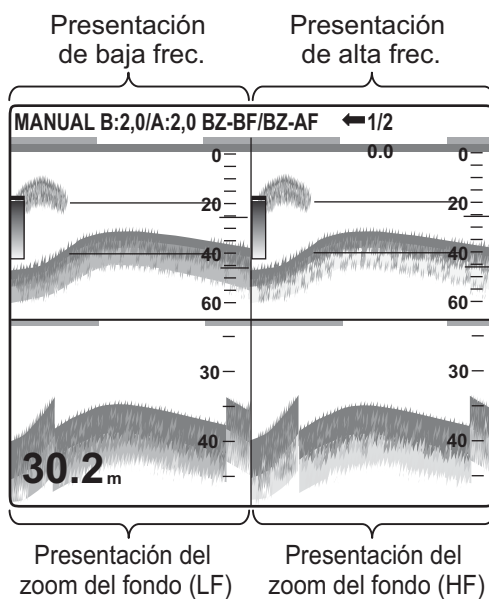 Presentación
de baja frec.
Presentación
de alta frec.
MANUAL B:2,0/A:2,0 BZ-BF/BZ-AF ⬅1/2
0.0
0
20
40
60
0
20
40
60
30
40
30.2m
30
40
Presentación del
zoom del fondo (LF)
Presentación del
zoom del fondo (HF)